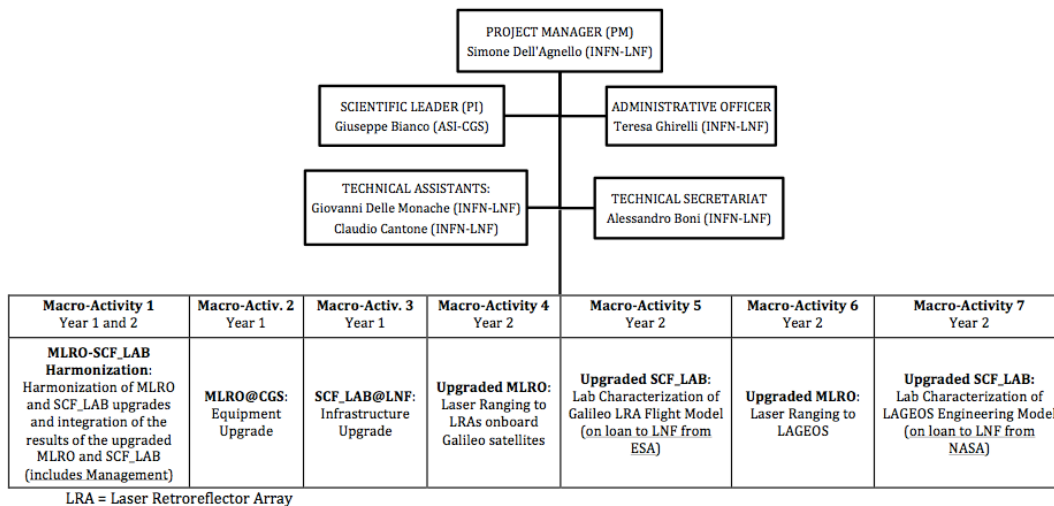 PROJECT MANAGER (PM)
Simone Dell'Agnello (INFN-LNF)
SCIENTIFIC LEADER (PI)
Giuseppe Bianco (ASI-CGS)
ADMINISTRATIVE OFFICER
Teresa Ghirelli (INFN-LNF)
TECHNICAL ASSISTANTS:
Giovanni Delle Monache (INFN-LNF)
Claudio Cantone (INFN-LNF)
TECHNICAL SECRETARIAT
Alessandro Boni (INFN-LNF)
Macro-Activity 1
Year 1 and 2
Macro-Activ. 2
Year 1
Macro-Activ. 3
Year 1
Macro-Activity 4
Year 2
Macro-Activity 5
Year 2
Macro-Activity 6
Year 2
Macro-Activity 7
Year 2
MLRO-SCF_LAB
Harmonization:
Harmonization of MLRO
and SCF_LAB upgrades
and integration of the
results of the upgraded
MLRO and SCF_LAB
(includes Management)
MLRO@CGS:
Equipment
Upgrade
SCF_LAB@LNF:
Infrastructure
Upgrade
Upgraded MLRO:
Laser Ranging to
LRAs onboard
Galileo satellites
Upgraded SCF_LAB:
Lab Characterization of
Galileo LRA Flight Model
(on loan to LNF from
ESA)
Upgraded MLRO:
Laser Ranging to
LAGEOS
Upgraded SCF_LAB:
Lab Characterization of
LAGEOS Engineering Model
(on loan to LNF from
NASA)
LRA = Laser Retroreflector Array